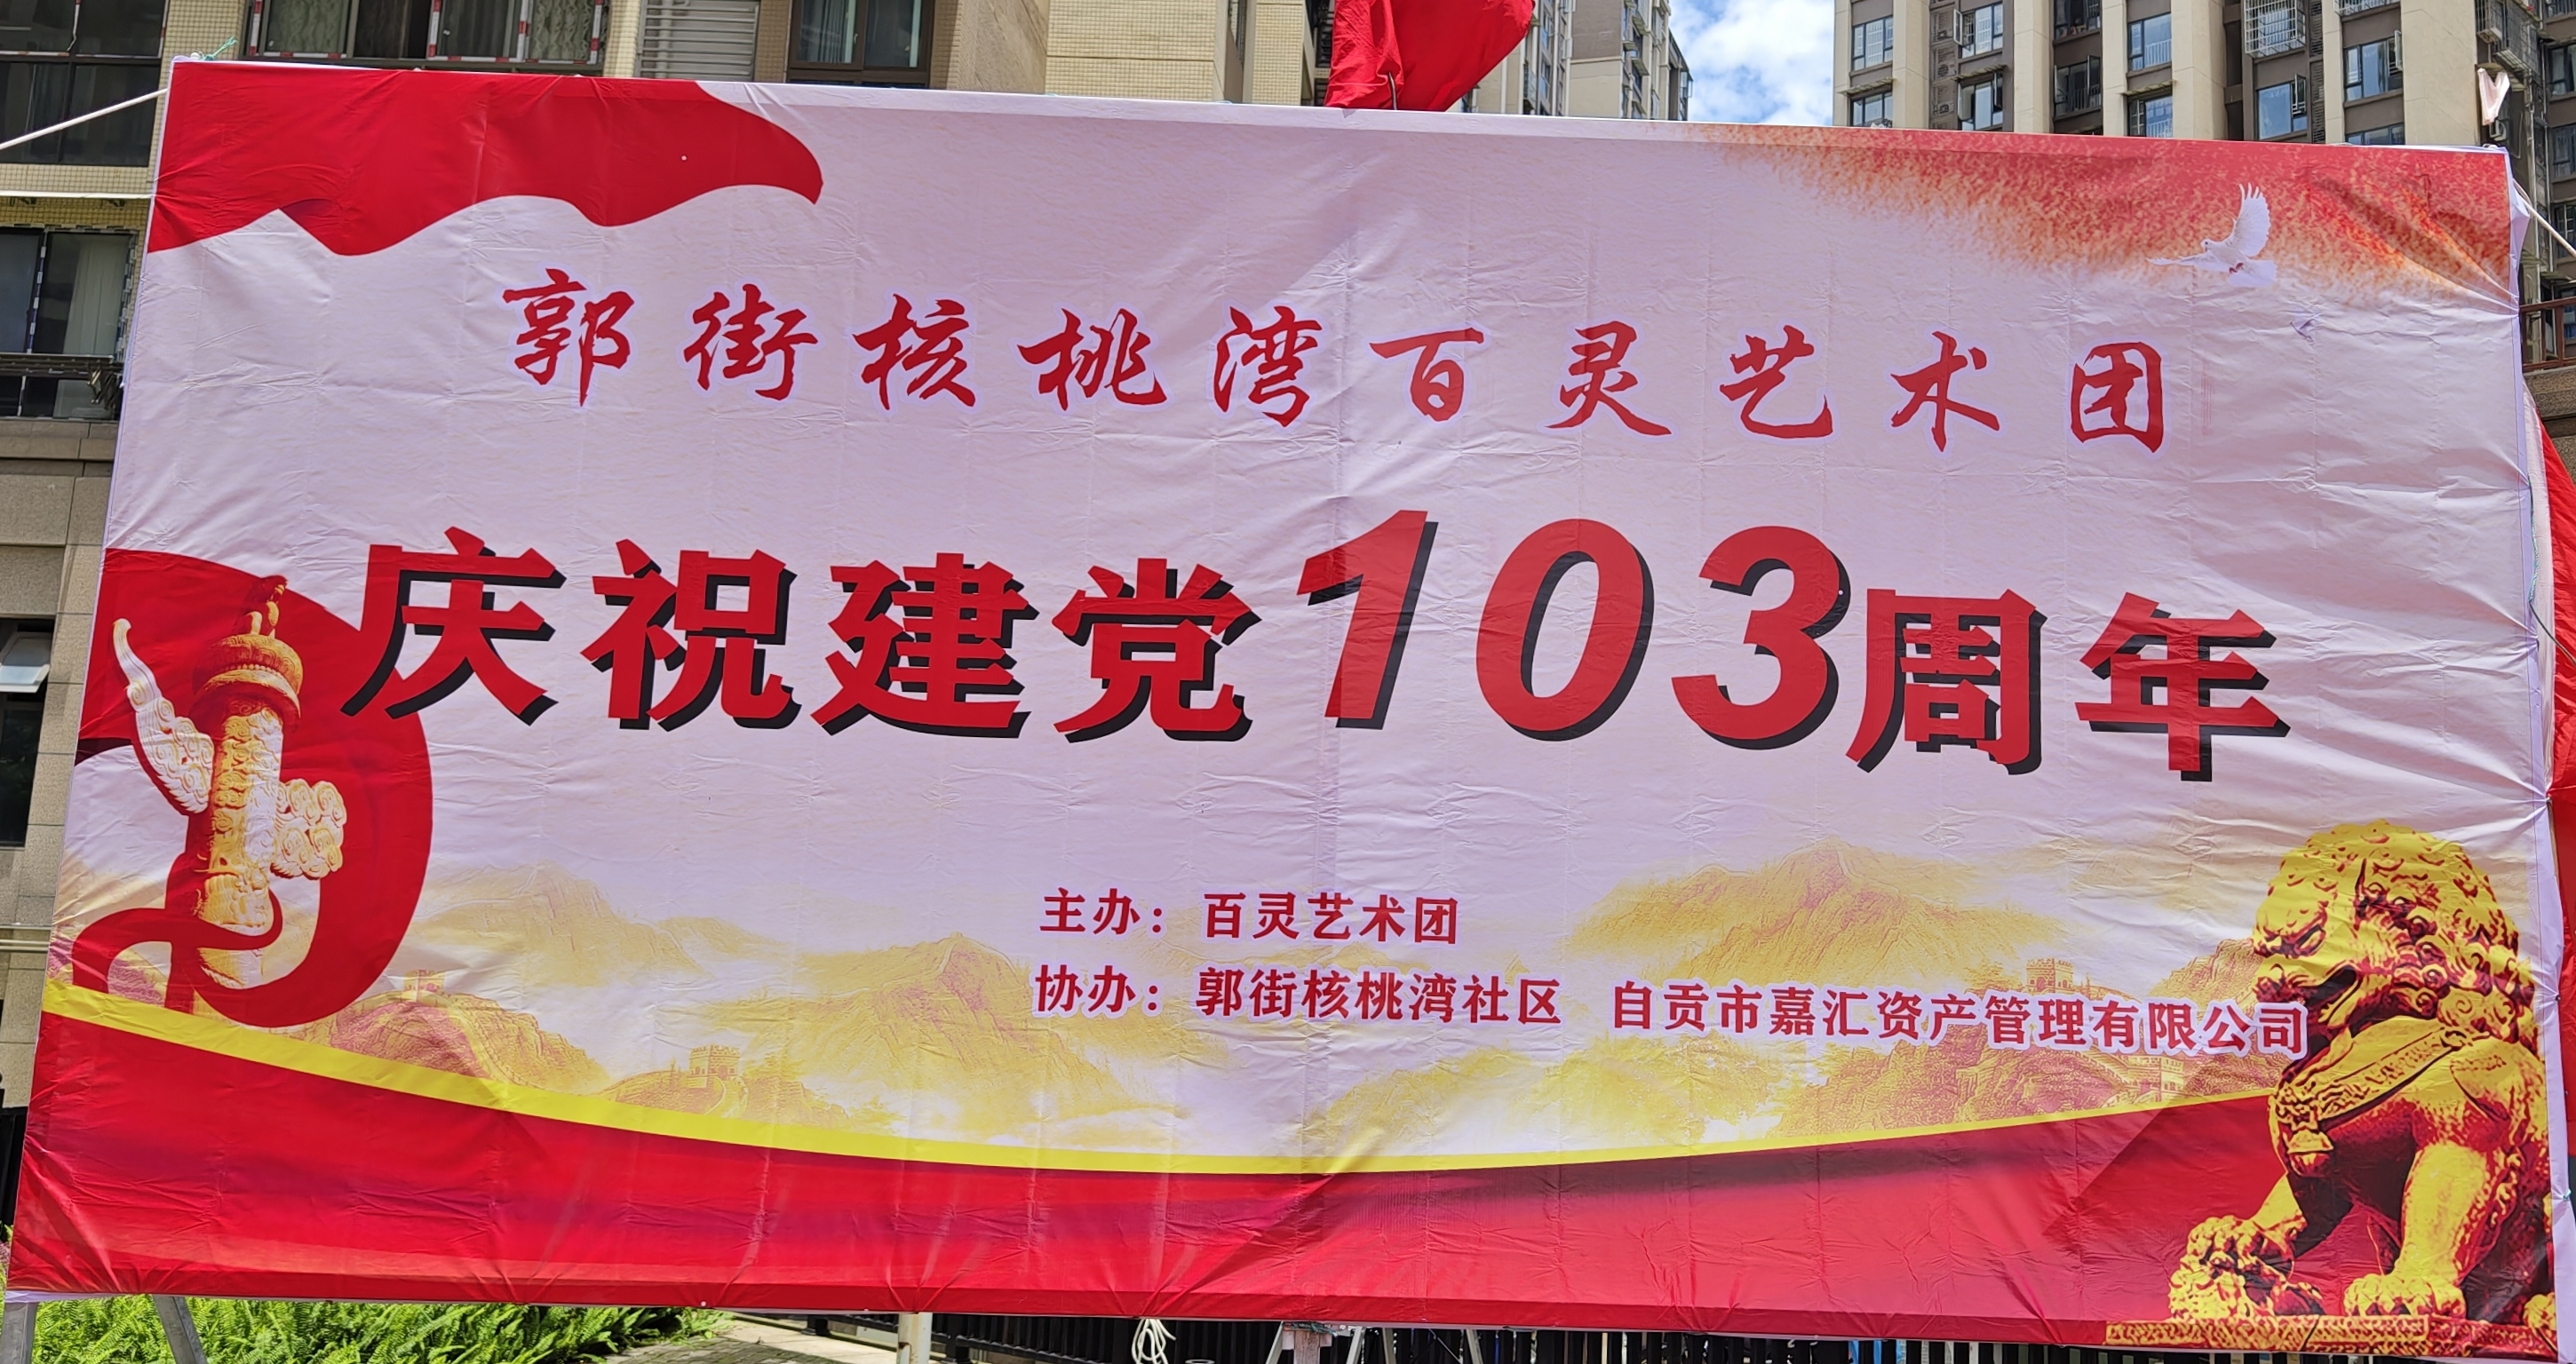 郭街核桃湾百灵艺术团
庆祝建党103周年
主办：百灵艺术团
协办：郭街核桃湾社区 自贡市嘉汇资产管理有限公司